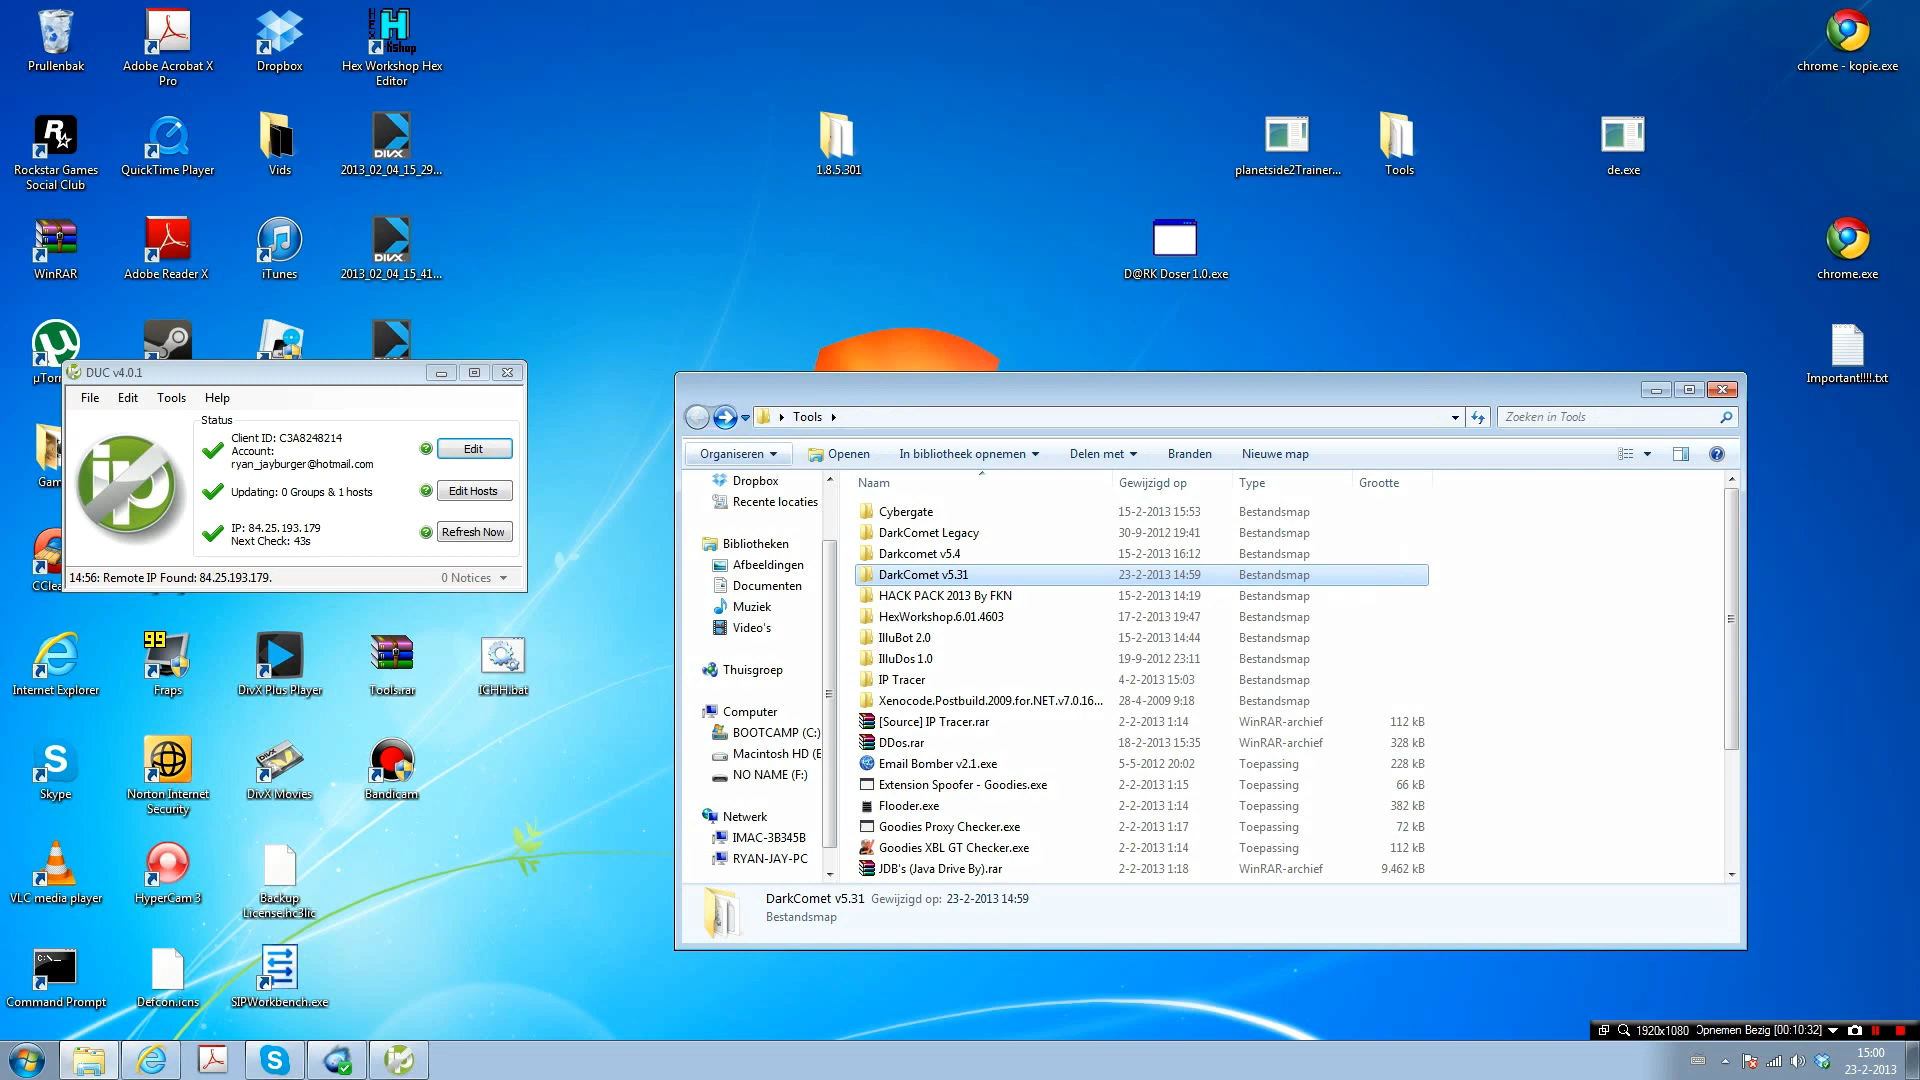 Prullenbak
Adobe Acrobat X
Pro
Dropbox
Hex Workshop Hex
Editor
chrome - kopie.exe
Rockstar Games
Social Club
QuickTime Player
Vids
2013_02_04_15_29...
1.8.5.301
planetside2Trainer...
Tools
de.exe
WinRAR
Adobe Reader X
iTunes
2013_02_04_15_41...
D@RK Doser 1.0.exe
chrome.exe
Important!!!!.txt
DUC v4.0.1
File Edit Tools Help
Status
Client ID: C3A8248214
Account:
ryan_jayburger@hotmail.com
Edit
Updating: 0 Groups & 1 hosts
Edit Hosts
IP: 84.25.193.179
Next Check: 43s
Refresh Now
14:56: Remote IP Found: 84.25.193.179.
0 Notices
Tools
Zoeken in Tools
Organiseren
Openen
In bibliotheek opnemen
Delen met
Branden
Nieuwe map
Dropbox
Recente locaties
Bibliotheken
Afbeeldingen
Documenten
Muziek
Video's
Thuisgroep
Computer
BOOTCAMP (C:)
Macintosh HD (E
NO NAME (F:)
Netwerk
IMAC-3B345B
RYAN-JAY-PC
Naam Gewijzigd op Type Grootte
Cybergate 15-2-2013 15:53 Bestandsmap
DarkComet Legacy 30-9-2012 19:41 Bestandsmap
Darkcomet v5.4 15-2-2013 16:12 Bestandsmap
DarkComet v5.31 23-2-2013 14:59 Bestandsmap
HACK PACK 2013 By FKN 15-2-2013 14:19 Bestandsmap
HexWorkshop.6.01.4603 17-2-2013 19:47 Bestandsmap
IlluBot 2.0 15-2-2013 14:44 Bestandsmap
IlluDos 1.0 19-9-2012 23:11 Bestandsmap
IP Tracer 4-2-2013 15:03 Bestandsmap
Xenocode.Postbuild.2009.for.NET.v7.0.16... 28-4-2009 9:18 Bestandsmap
[Source] IP Tracer.rar 2-2-2013 1:14 WinRAR-archief 112 kB
DDos.rar 18-2-2013 15:35 WinRAR-archief 328 kB
Email Bomber v2.1.exe 5-5-2012 20:02 Toepassing 228 kB
Extension Spoofer - Goodies.exe 2-2-2013 1:15 Toepassing 66 kB
Flooder.exe 2-2-2013 1:14 Toepassing 382 kB
Goodies Proxy Checker.exe 2-2-2013 1:17 Toepassing 72 kB
Goodies XBL GT Checker.exe 2-2-2013 1:14 Toepassing 112 kB
JDB's (Java Drive By).rar 2-2-2013 1:18 WinRAR-archief 9.462 kB
DarkComet v5.31 Gewijzigd op: 23-2-2013 14:59
Bestandsmap
Internet Explorer
99
Fraps
DivX Plus Player
Tools.rar
ICHH.bat
Skype
Norton Internet
Security
DivX Movies
Bandicam
VLC media player
HyperCam 3
Backup
License.hc3lic
Command Prompt
Defcon.icns
SIPWorkbench.exe
1920x1080 Opnemen Bezig [00:10:32]
15:00
23-2-2013